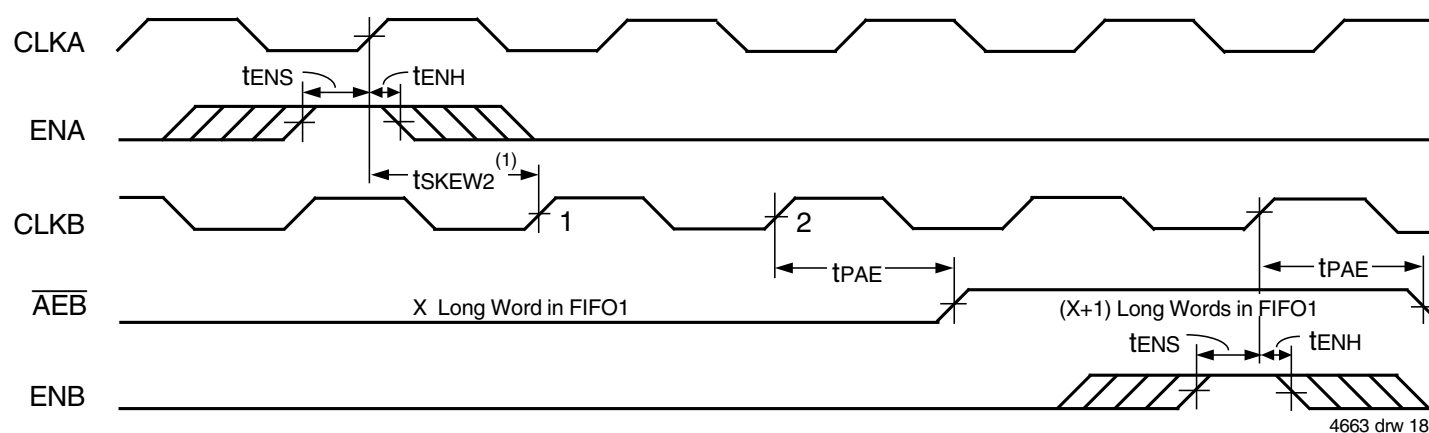 CLKA
tENS
tENH
ENA
tSKEW2(1)
CLKB
1
2
tPAE
tPAE
AEB
X Long Word in FIFO1
(X+1) Long Words in FIFO1
tENS
tENH
ENB
4663 drw 18